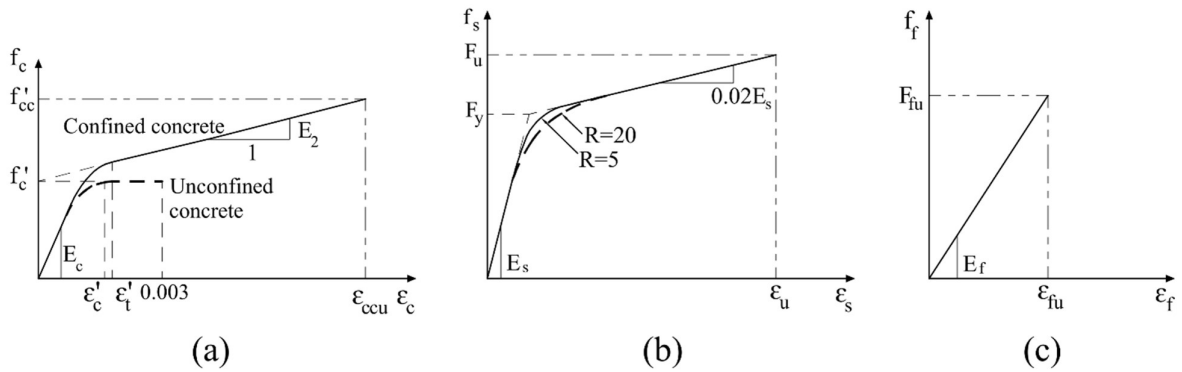 f_c
f'_cc
Confined concrete
E_2
1
f'_c
Unconfined
concrete
E_c
ε'_c
ε'_t
0.003
ε_ccu
ε_c
(a)
f_s
F_u
0.02E_s
F_y
R=20
R=5
E_s
ε_u
ε_s
(b)
f_f
F_fu
E_f
ε_fu
ε_f
(c)